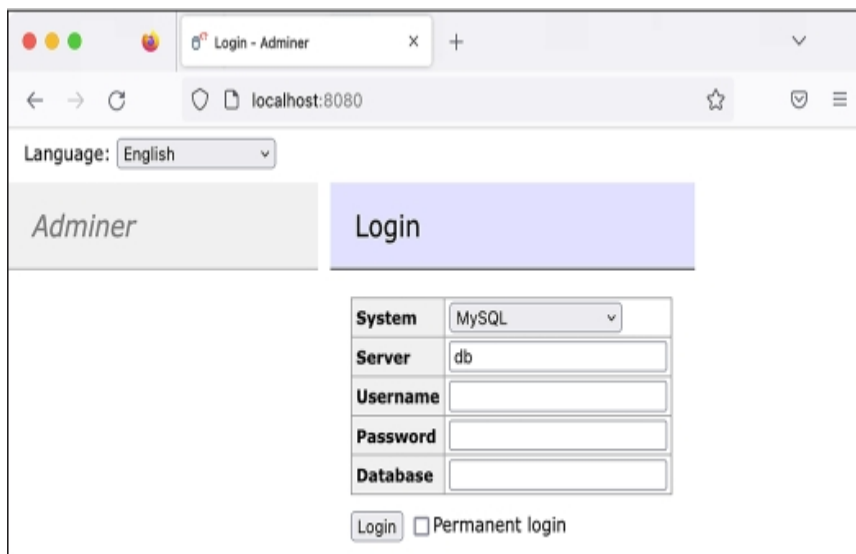 Login - Adminer
localhost:8080
Language: English
Adminer
Login
System MySQL
Server db
Username
Password
Database
Login Permanent login